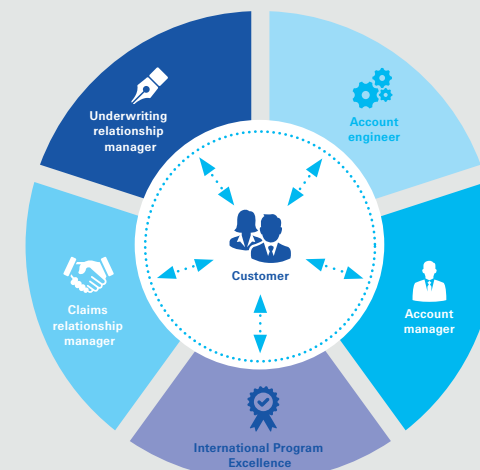 Underwriting
relationship
manager
Account
engineer
Customer
Claims
relationship
manager
Account
manager
International Program
Excellence